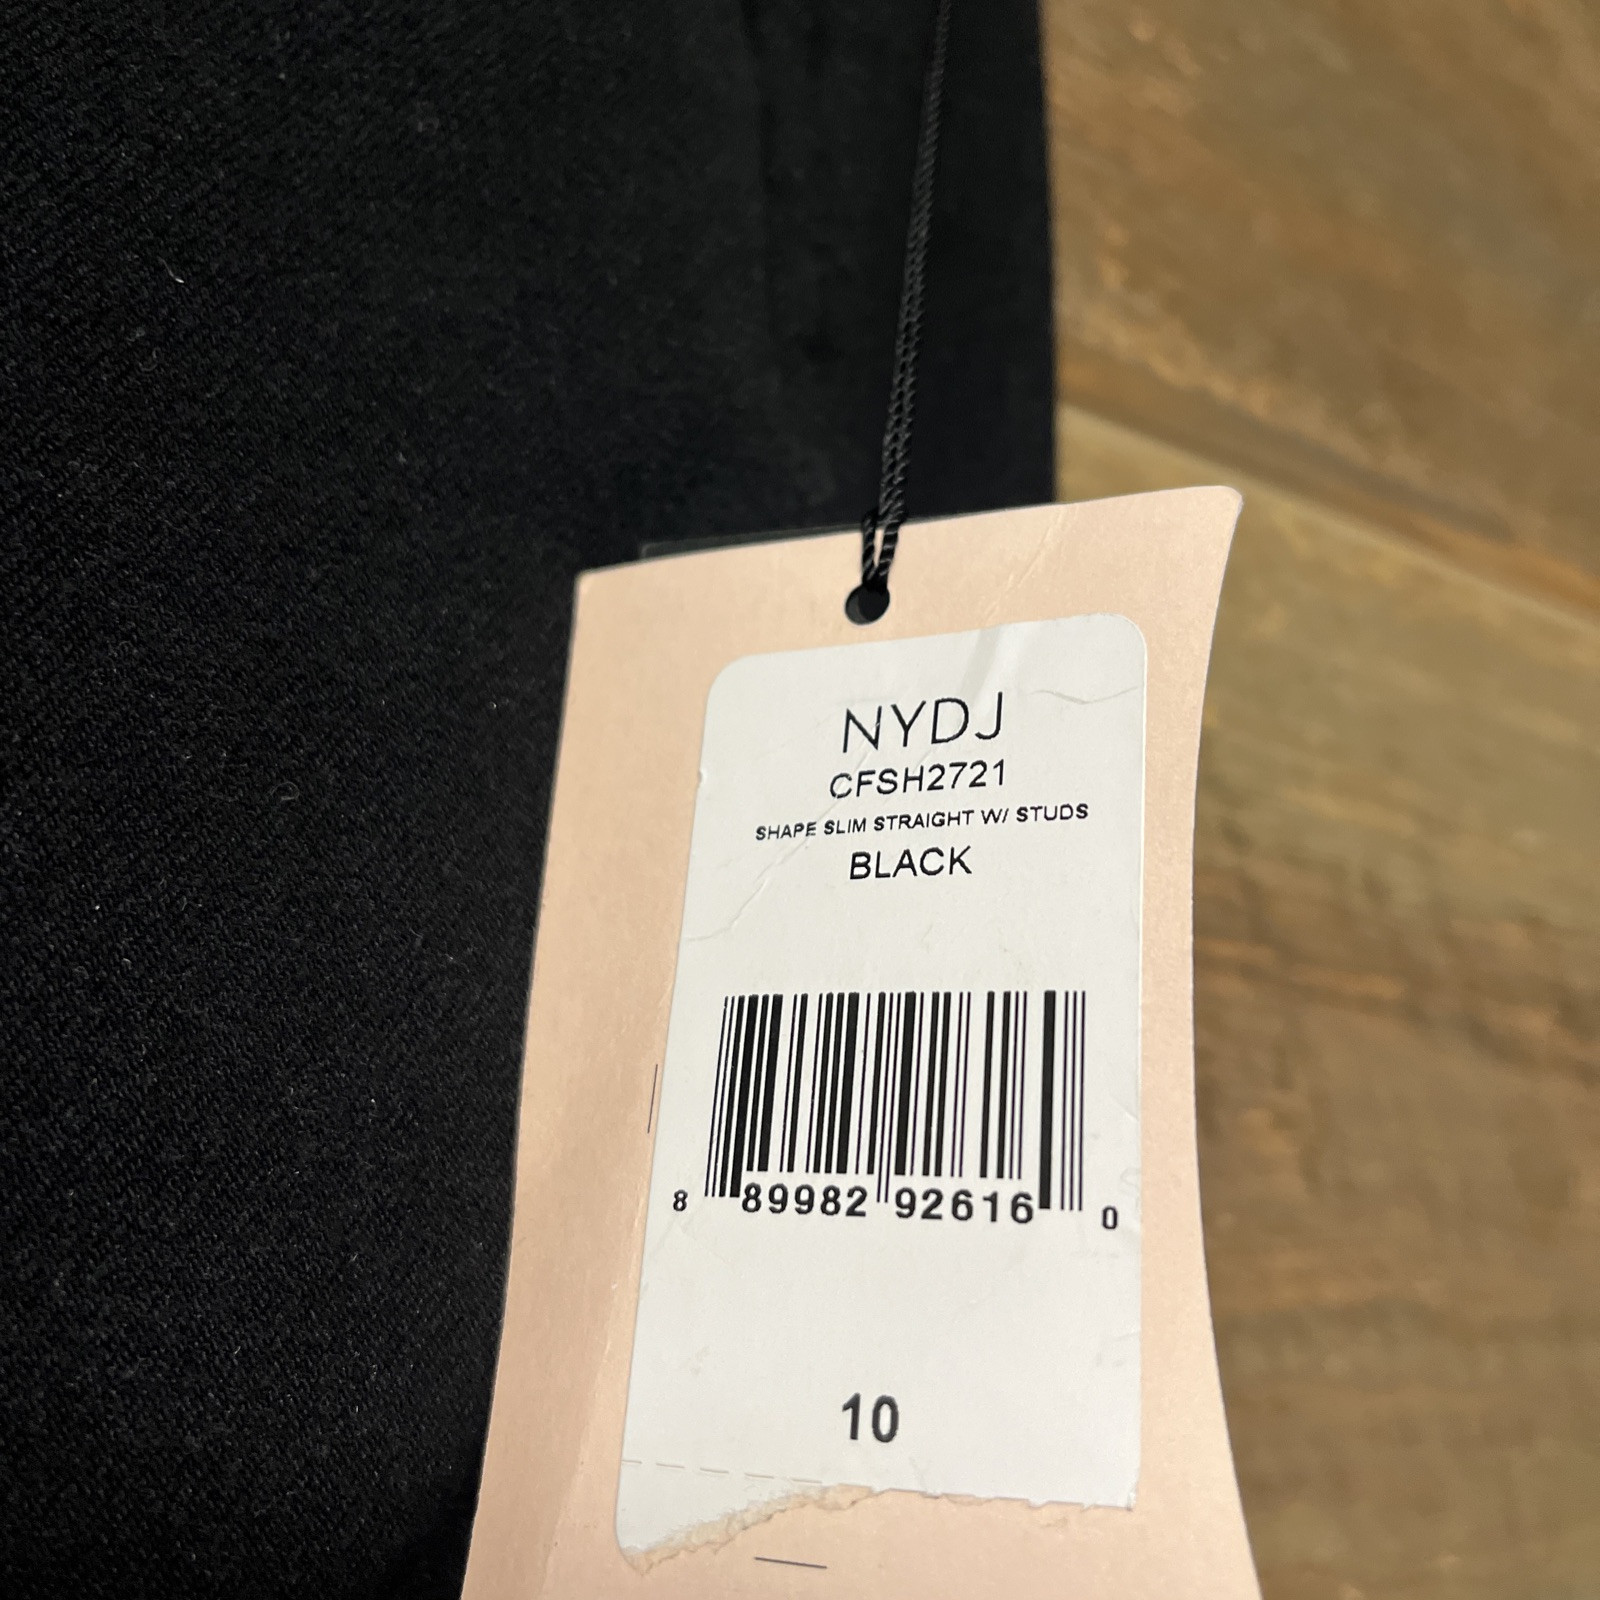 NYDJ
CFSH2721
SHAPE SLIM STRAIGHT W/ STUDS
BLACK
8 89982 92616 0
10